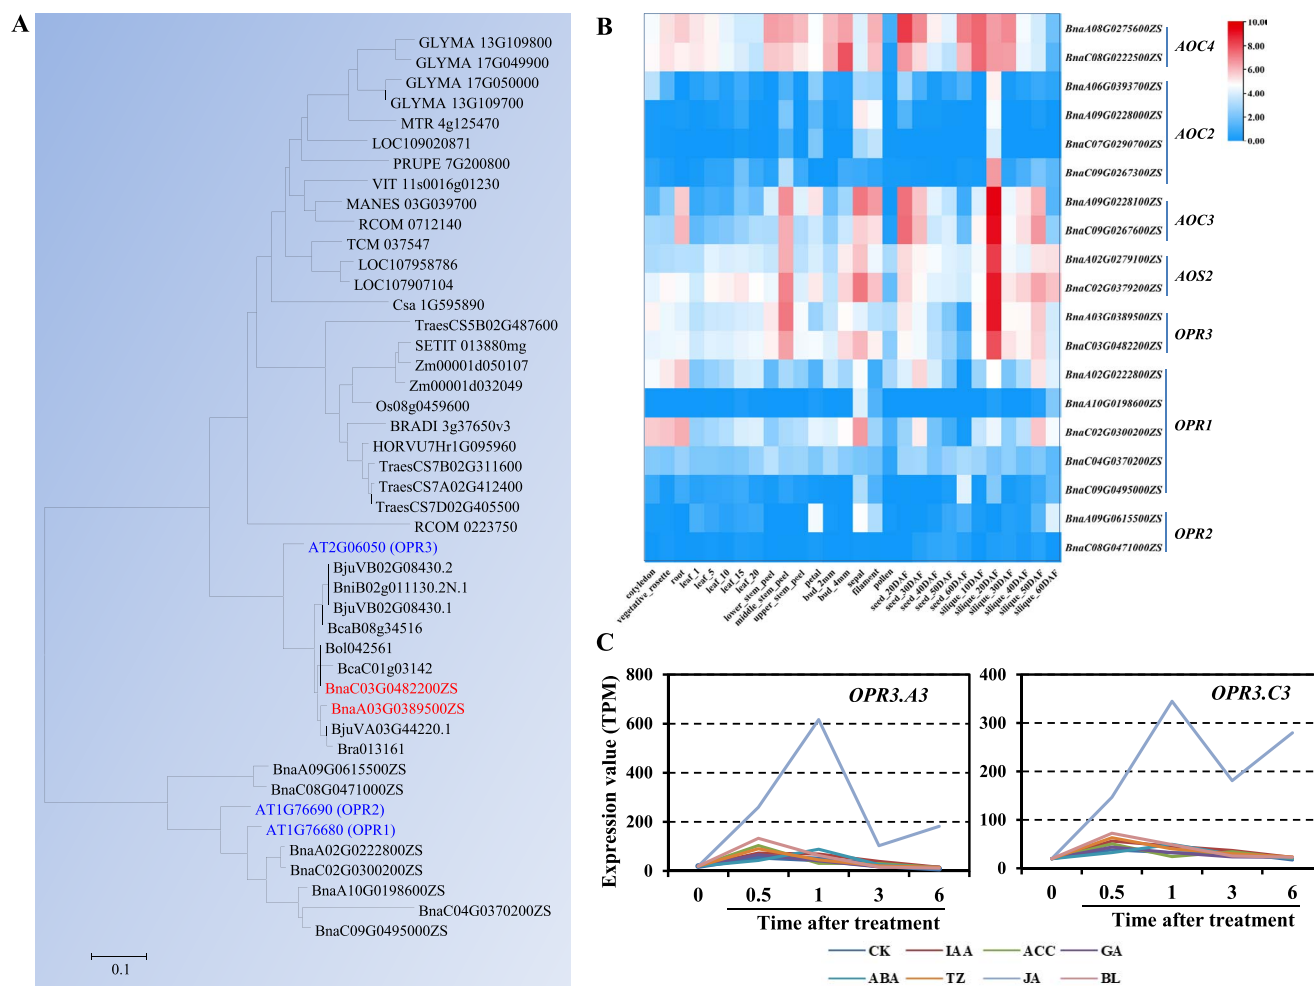 A
GLYMA 13G109800
GLYMA 17G049900
GLYMA 17G050000
GLYMA 13G109700
MTR 4g125470
LOC109020871
PRUPE 7G200800
VIT 11s0016g01230
MANES 03G039700
RCOM 0712140
TCM 037547
LOC107958786
LOC107907104
Csa 1G595890
TraesCS5B02G487600
SETIT 013880mg
Zm00001d050107
Zm00001d032049
Os08g0459600
BRADI 3g37650v3
HORVU7Hr1G095960
TraesCS7B02G311600
TraesCS7A02G412400
TraesCS7D02G405500
RCOM 0223750
AT2G06050 (OPR3)
BjuVB02G08430.2
BniB02g011130.2N.1
BjuVB02G08430.1
BcaB08g34516
Bol042561
BcaC01g03142
BnaC03G0482200ZS
BnaA03G0389500ZS
BjuVA03G44220.1
Bra013161
BnaA09G0615500ZS
BnaC08G0471000ZS
AT1G76690 (OPR2)
AT1G76680 (OPR1)
BnaA02G0222800ZS
BnaC02G0300200ZS
BnaA10G0198600ZS
BnaC04G0370200ZS
BnaC09G0495000ZS
0.1
B
BnaA08G0275600ZS
BnaC08G0222500ZS
AOC4
BnaA06G0393700ZS
BnaA09G0228000ZS
BnaC07G0290700ZS
BnaC09G0267300ZS
AOC2
BnaA09G0228100ZS
BnaC09G0267600ZS
AOC3
BnaA02G0279100ZS
BnaC02G0379200ZS
AOS2
BnaA03G0389500ZS
BnaC03G0482200ZS
OPR3
BnaA02G0222800ZS
BnaA10G0198600ZS
BnaC02G0300200ZS
BnaC04G0370200ZS
BnaC09G0495000ZS
OPR1
BnaA09G0615500ZS
BnaC08G0471000ZS
OPR2
10.00
8.00
6.00
4.00
2.00
0.00
cotyledon
vegetative_rosette
root
leaf_1
leaf_5
leaf_10
leaf_15
leaf_20
lower_stem_peel
middle_stem_peel
upper_stem_peel
petal
bud_2mm
bud_4mm
sepal
filament
pollen
seed_20DAF
seed_30DAF
seed_40DAF
seed_50DAF
seed_60DAF
silique_10DAF
silique_20DAF
silique_30DAF
silique_40DAF
silique_50DAF
silique_60DAF
C
Expression value (TPM)
800
600
400
200
0
OPR3.A3
0 0.5 1 3 6
Time after treatment
400
300
200
100
0
OPR3.C3
0 0.5 1 3 6
Time after treatment
CK IAA ACC GA
ABA TZ JA BL